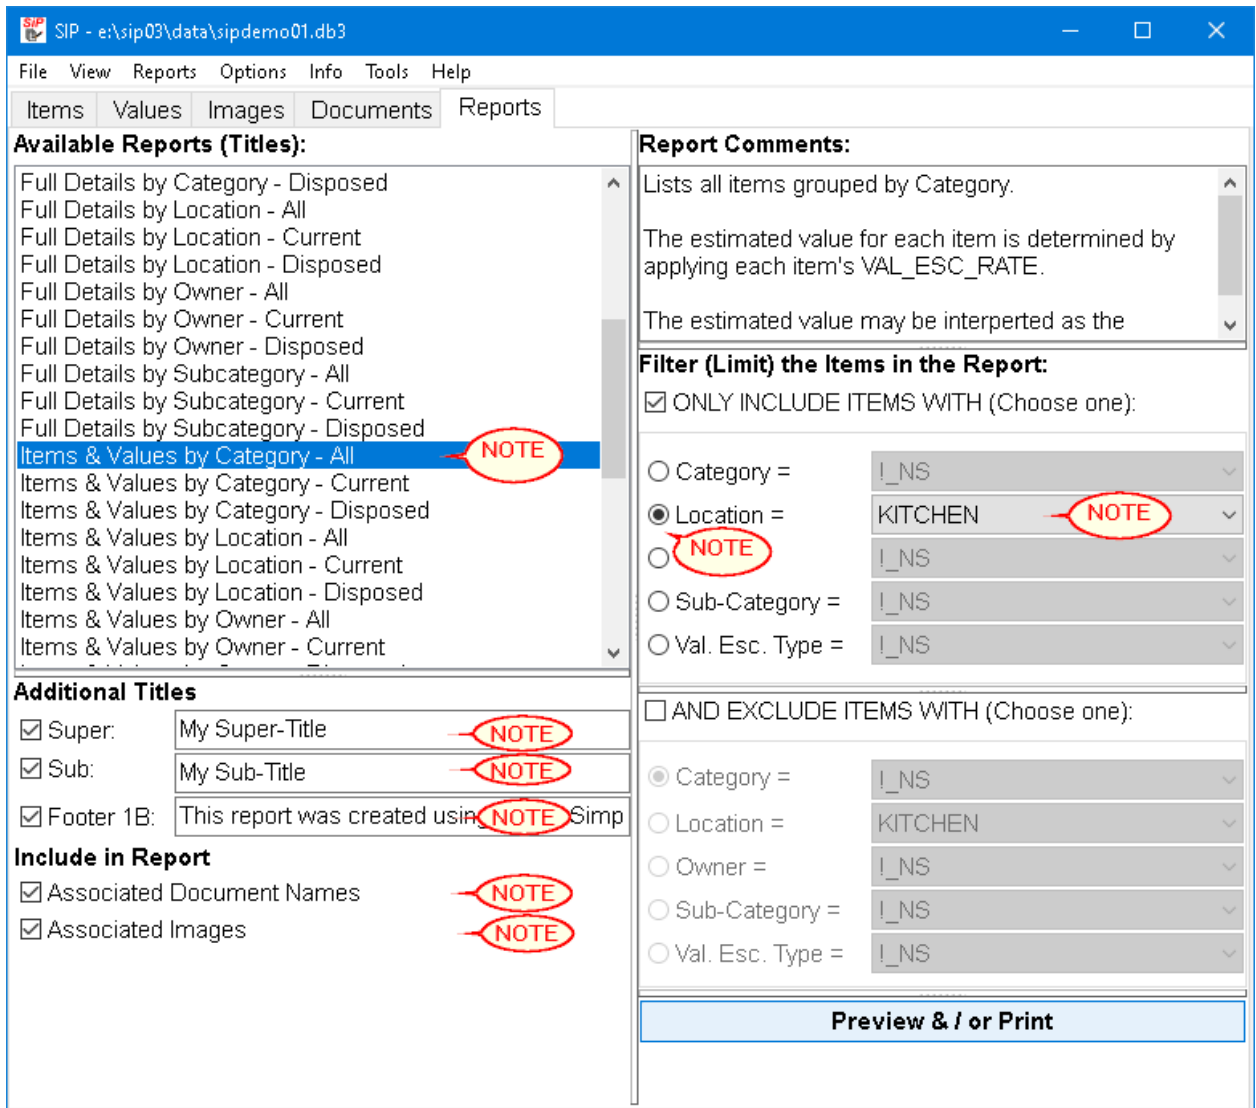 SIP - e:\sip03\data\sipdemo01.db3
File View Reports Options Info Tools Help
Items Values Images Documents Reports
Available Reports (Titles):
Full Details by Category - Disposed
Full Details by Location - All
Full Details by Location - Current
Full Details by Location - Disposed
Full Details by Owner - All
Full Details by Owner - Current
Full Details by Owner - Disposed
Full Details by Subcategory - All
Full Details by Subcategory - Current
Full Details by Subcategory - Disposed
Items & Values by Category - All NOTE
Items & Values by Category - Current
Items & Values by Category - Disposed
Items & Values by Location - All
Items & Values by Location - Current
Items & Values by Location - Disposed
Items & Values by Owner - All
Items & Values by Owner - Current
Additional Titles
Super: My Super-Title NOTE
Sub: My Sub-Title NOTE
Footer 1B: This report was created using NOTE Simp
Include in Report
Associated Document Names NOTE
Associated Images NOTE
Report Comments:
Lists all items grouped by Category.
The estimated value for each item is determined by
applying each item's VAL_ESC_RATE.
The estimated value may be interperted as the
Filter (Limit) the Items in the Report:
ONLY INCLUDE ITEMS WITH (Choose one):
Category = !_NS
Location = KITCHEN NOTE
NOTE
!_NS
Sub-Category = !_NS
Val. Esc. Type = !_NS
AND EXCLUDE ITEMS WITH (Choose one):
Category = !_NS
Location = KITCHEN
Owner = !_NS
Sub-Category = !_NS
Val. Esc. Type = !_NS
Preview & / or Print